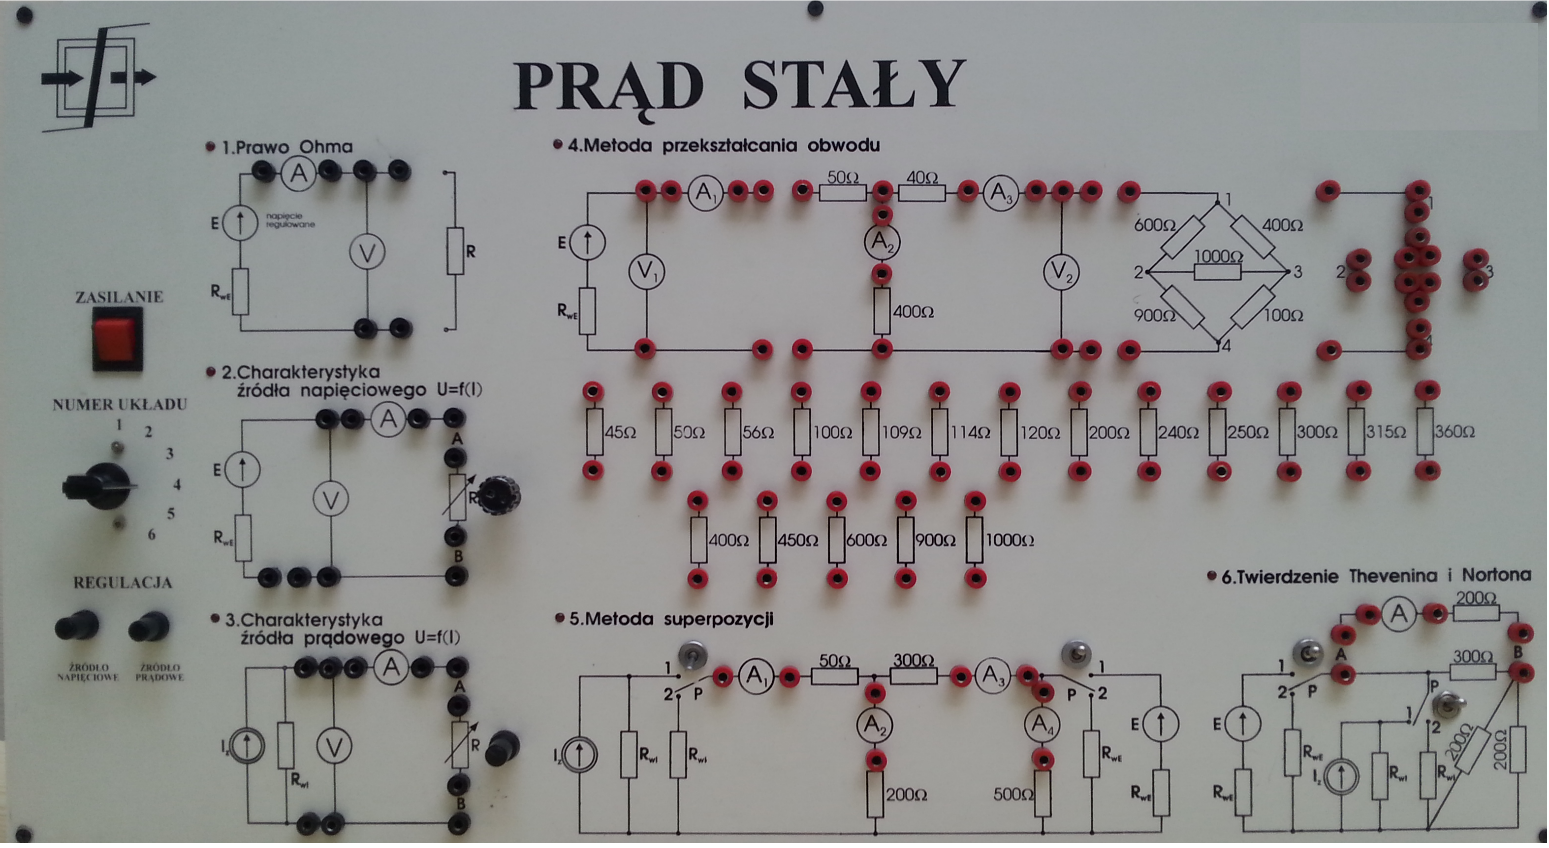 PRĄD STAŁY
1.Prawo Ohma
A
E
napięcie
regulowane
V
R
RwE
ZASILANIE
NUMER UKŁADU
1
2
3
4
5
6
REGULACJA
ŹRÓDŁO
NAPIĘCIOWE
ŹRÓDŁO
PRĄDOWE
2.Charakterystyka
źródła napięciowego U=f(I)
A
A
E
V
R
RwE
B
3.Charakterystyka
źródła prądowego U=f(I)
A
A
Iz
V
R
RwI
B
4.Metoda przekształcania obwodu
A1
50Ω
40Ω
A3
1
1
E
A2
600Ω
400Ω
V1
V2
2
1000Ω
3
2
3
RwE
400Ω
900Ω
100Ω
4
4
45Ω
50Ω
56Ω
100Ω
109Ω
114Ω
120Ω
200Ω
240Ω
250Ω
300Ω
315Ω
360Ω
400Ω
450Ω
600Ω
900Ω
1000Ω
5.Metoda superpozycji
1
2
P
A1
50Ω
300Ω
A3
P
1
2
A2
A4
E
Iz
RwI
RwI
RwE
RwE
200Ω
500Ω
6.Twierdzenie Thevenina i Nortona
A
200Ω
A
B
1
2
P
300Ω
P
1
2
E
RwE
RwE
Iz
RwI
RwI
200Ω
200Ω